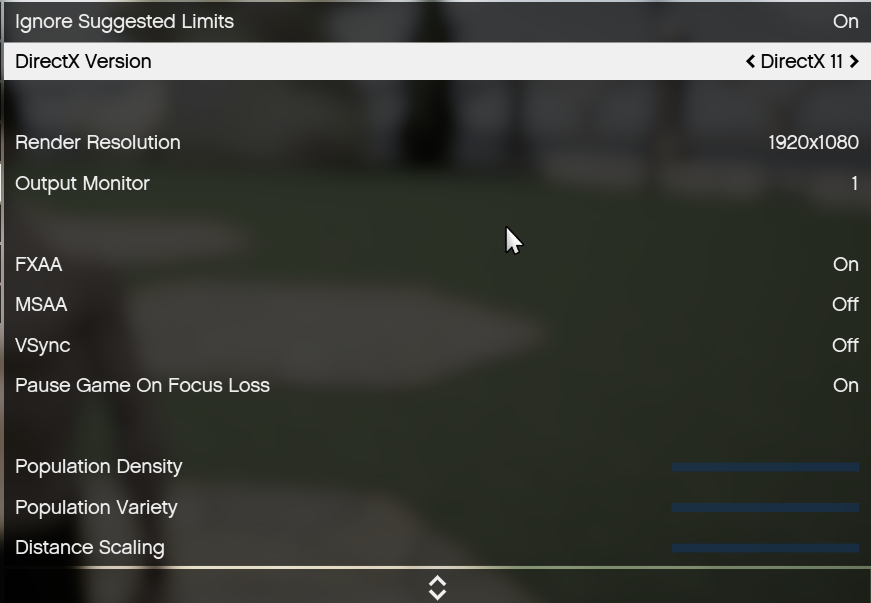 Ignore Suggested Limits On
DirectX Version < DirectX 11 >
Render Resolution 1920x1080
Output Monitor 1
FXAA On
MSAA Off
VSync Off
Pause Game On Focus Loss On
Population Density
Population Variety
Distance Scaling